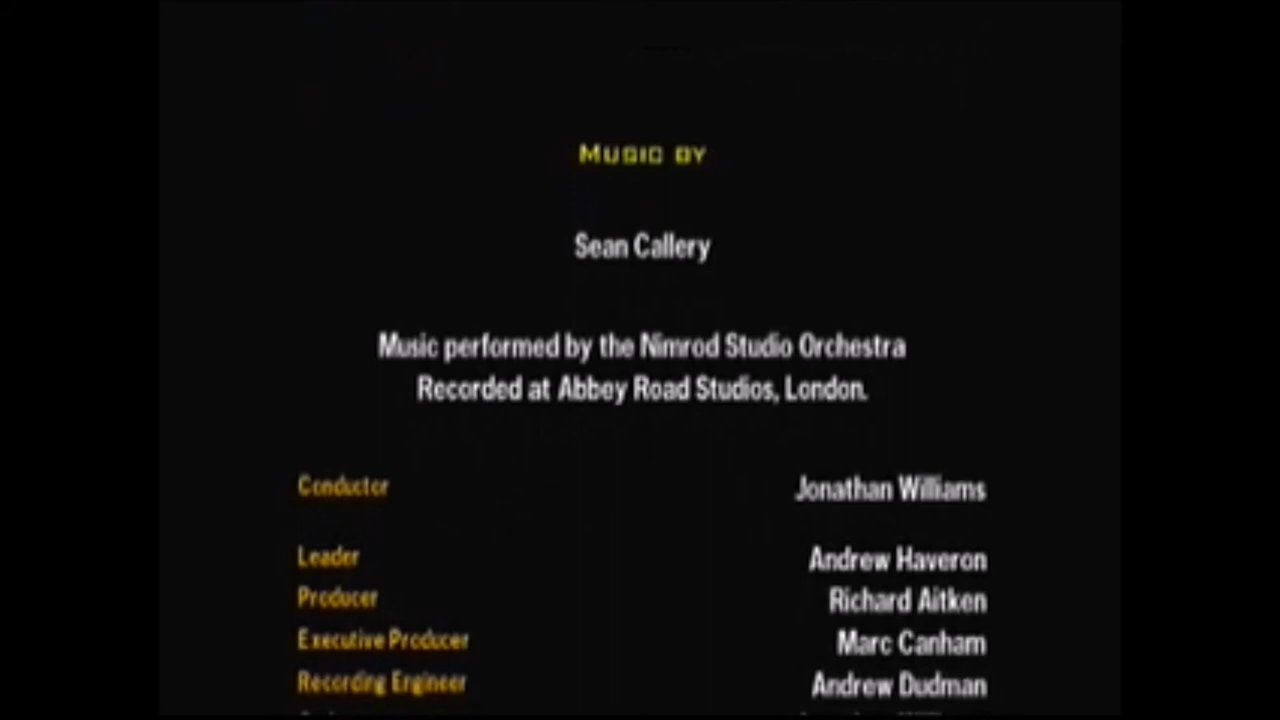 Music by
Sean Callery
Music performed by the Nimrod Studio Orchestra
Recorded at Abbey Road Studios, London.
Conductor Jonathan Williams
Leader Andrew Haveron
Producer Richard Aitken
Executive Producer Marc Canham
Recording Engineer Andrew Dudman